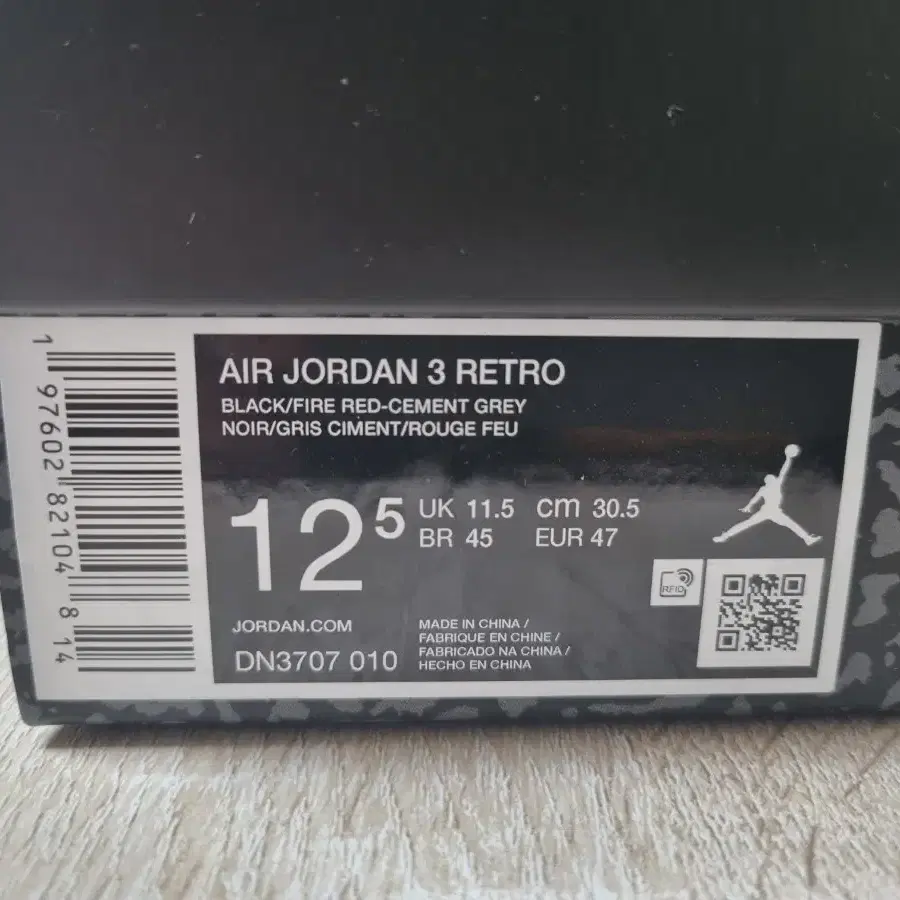 1 97602 82104 8 14
AIR JORDAN 3 RETRO
BLACK/FIRE RED-CEMENT GREY
NOIR/GRIS CIMENT/ROUGE FEU
12 5
UK 11.5 cm 30.5
BR 45 EUR 47
RFID
JORDAN.COM
DN3707 010
MADE IN CHINA /
FABRIQUE EN CHINE /
FABRICADO NA CHINA /
HECHO EN CHINA